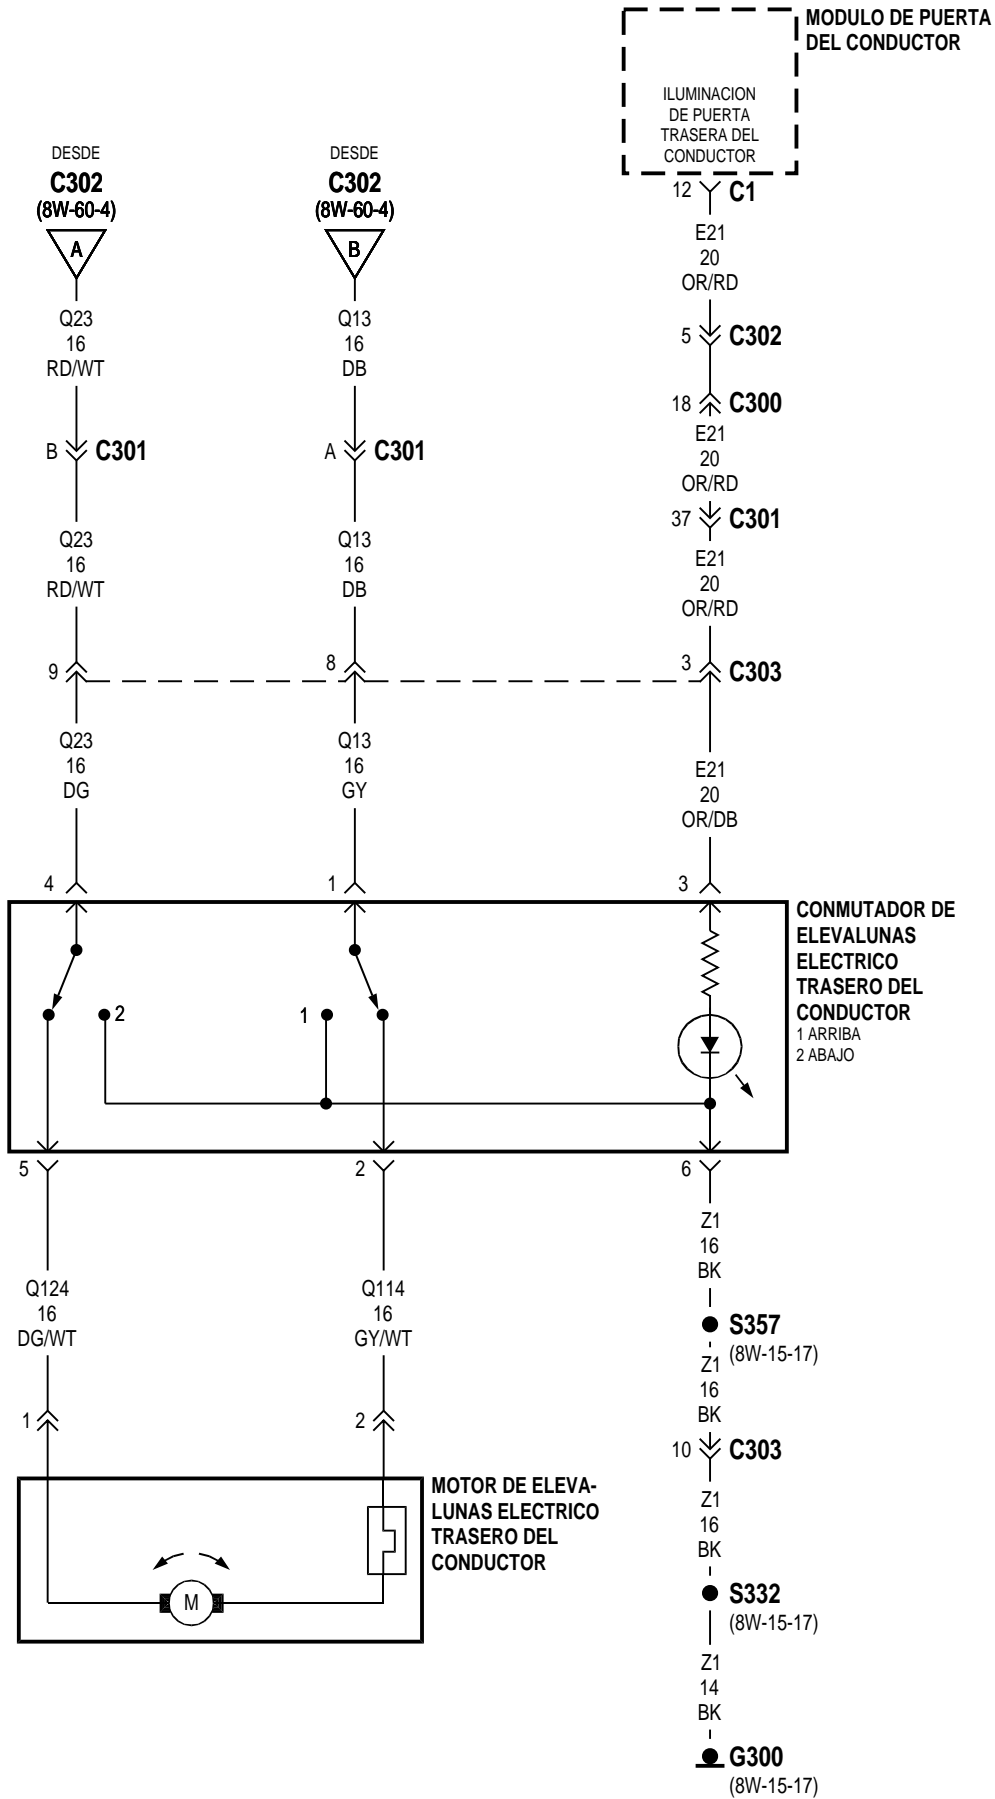 MODULO DE PUERTA
DEL CONDUCTOR
ILUMINACION
DE PUERTA
TRASERA DEL
CONDUCTOR
DESDE
C302
(8W-60-4)
A
DESDE
C302
(8W-60-4)
B
12
C1
E21
20
OR/RD
Q23
16
RD/WT
Q13
16
DB
5
C302
18
C300
E21
20
OR/RD
B
C301
A
C301
37
C301
Q23
16
RD/WT
Q13
16
DB
E21
20
OR/RD
9
8
3
C303
Q23
16
DG
Q13
16
GY
E21
20
OR/DB
4
1
3
CONMUTADOR DE
ELEVALUNAS
ELECTRICO
TRASERO DEL
CONDUCTOR
1 ARRIBA
2 ABAJO
2
1
5
2
6
Z1
16
BK
Q124
16
DG/WT
Q114
16
GY/WT
S357
(8W-15-17)
Z1
16
BK
1
2
10
C303
MOTOR DE ELEVA-
LUNAS ELECTRICO
TRASERO DEL
CONDUCTOR
M
Z1
16
BK
S332
(8W-15-17)
Z1
14
BK
G300
(8W-15-17)